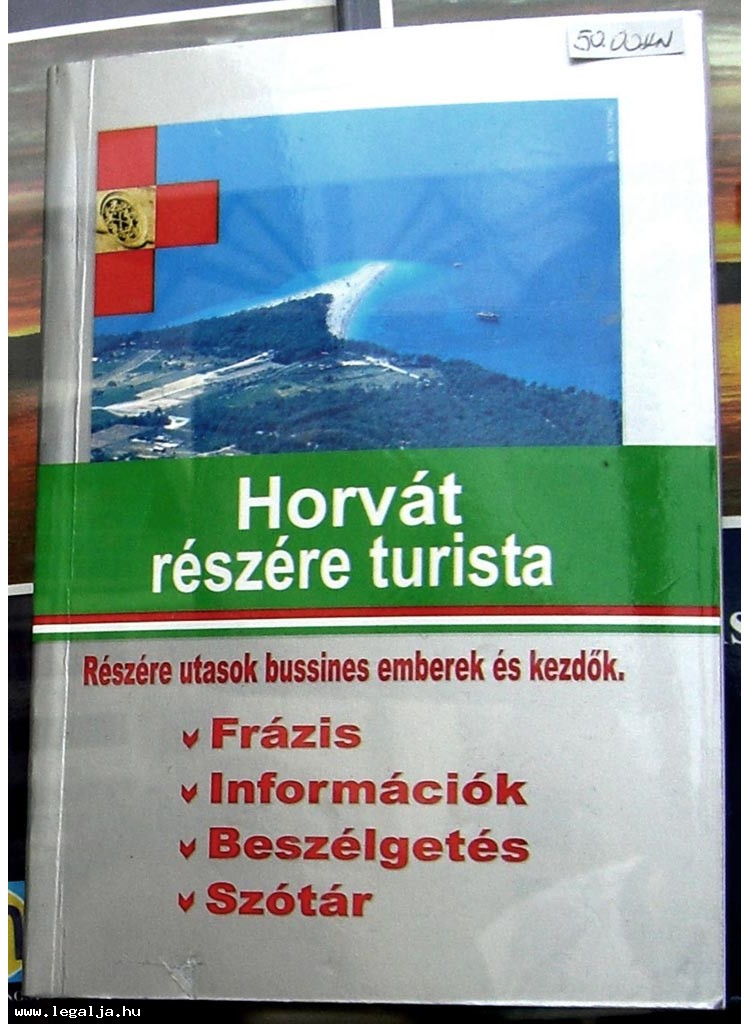 50.00KN
Horvát
részére turista
Részére utasok bussines emberek és kezdők.
Frázis
Információk
Beszélgetés
Szótár
www.legalja.hu